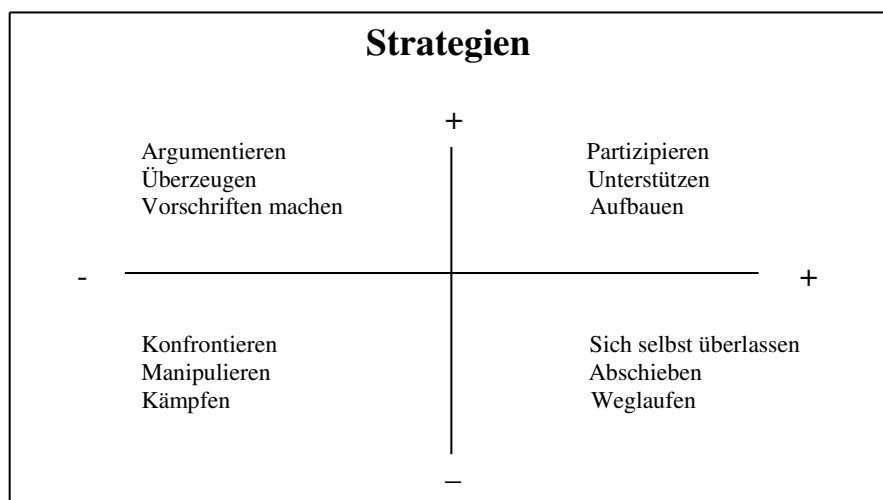 Strategien
+
Argumentieren
Überzeugen
Vorschriften machen
Partizipieren
Unterstützen
Aufbauen
-
+
Konfrontieren
Manipulieren
Kämpfen
Sich selbst überlassen
Abschieben
Weglaufen
–